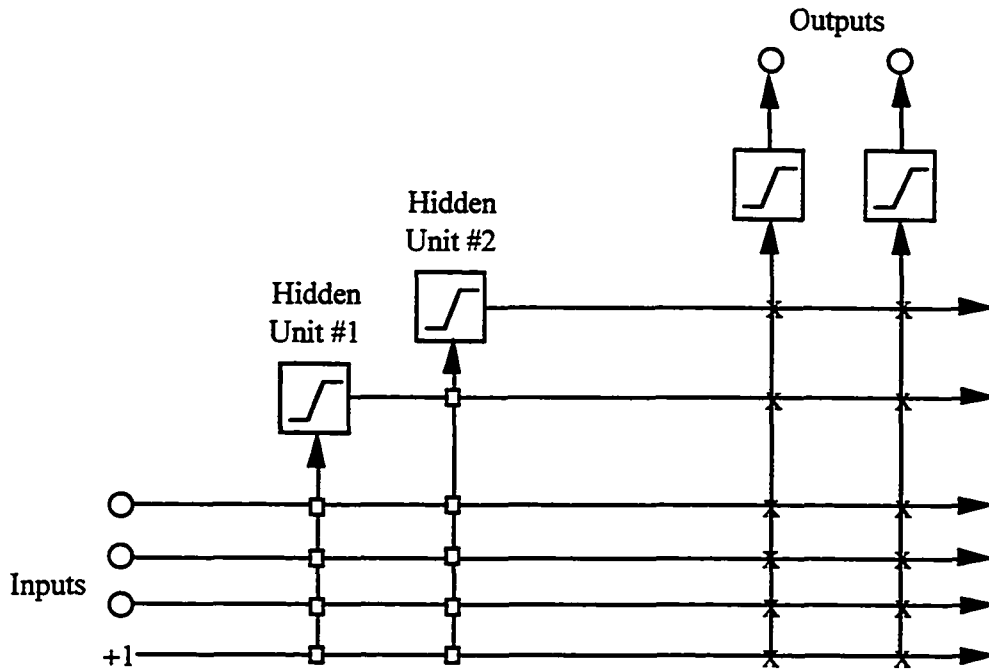 Outputs
Hidden
Unit #2
Hidden
Unit #1
Inputs
+1